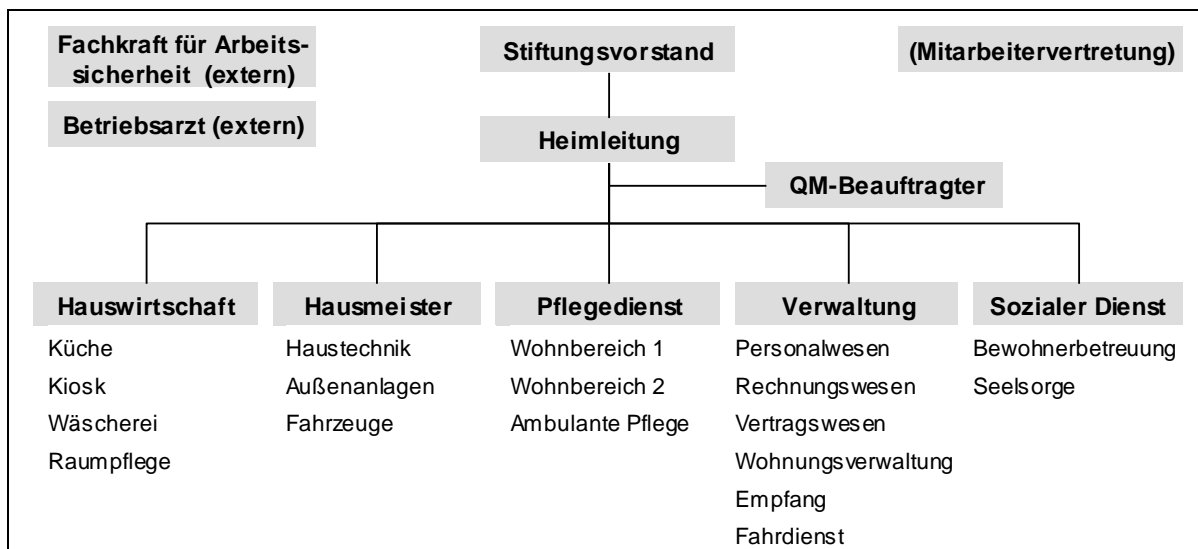 Fachkraft für Arbeits-
sicherheit (extern)
Stiftungsvorstand
(Mitarbeitervertretung)
Betriebsarzt (extern)
Heimleitung
QM-Beauftragter
Hauswirtschaft
Küche
Kiosk
Wäscherei
Raumpflege
Hausmeister
Haustechnik
Außenanlagen
Fahrzeuge
Pflegedienst
Wohnbereich 1
Wohnbereich 2
Ambulante Pflege
Verwaltung
Personalwesen
Rechnungswesen
Vertragswesen
Wohnungsverwaltung
Empfang
Fahrdienst
Sozialer Dienst
Bewohnerbetreuung
Seelsorge